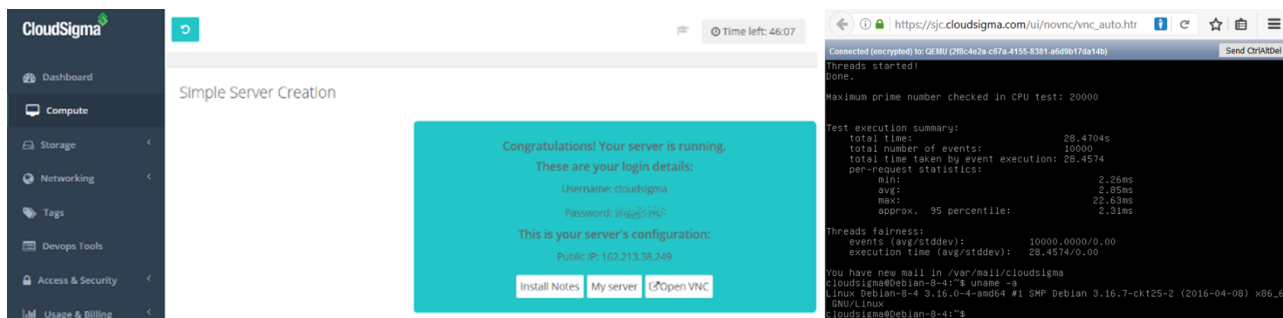 CloudSigma
Dashboard
Compute
Storage
Networking
Tags
Devops Tools
Access & Security
Usage & Billing
Time left: 46:07
Simple Server Creation
Congratulations! Your server is running.
These are your login details:
Username: cloudsigma
Password:
This is your server's configuration:
Public IP: 162.213.38.249
Install Notes My server Open VNC
https://sjc.cloudsigma.com/ui/novnc/vnc_auto.htr
Connected (encrypted) to: QEMU (2f8c4e2a-c67a-4155-8381-a6d9b17da14b) Send CtrlAltDel
Threads started!
Done.
Maximum prime number checked in CPU test: 20000
Test execution summary:
total time: 28.4704s
total number of events: 10000
total time taken by event execution: 28.4574
per-request statistics:
min: 2.26ms
avg: 2.85ms
max: 22.63ms
approx. 95 percentile: 2.31ms
Threads fairness:
events (avg/stddev): 10000.0000/0.00
execution time (avg/stddev): 28.4574/0.00
You have new mail in /var/mail/cloudsigma
cloudsigma@Debian-8-4:~$ uname -a
Linux Debian-8-4 3.16.0-4-amd64 #1 SMP Debian 3.16.7-ckt25-2 (2016-04-08) x86_6
GNU/Linux
cloudsigma@Debian-8-4:~$